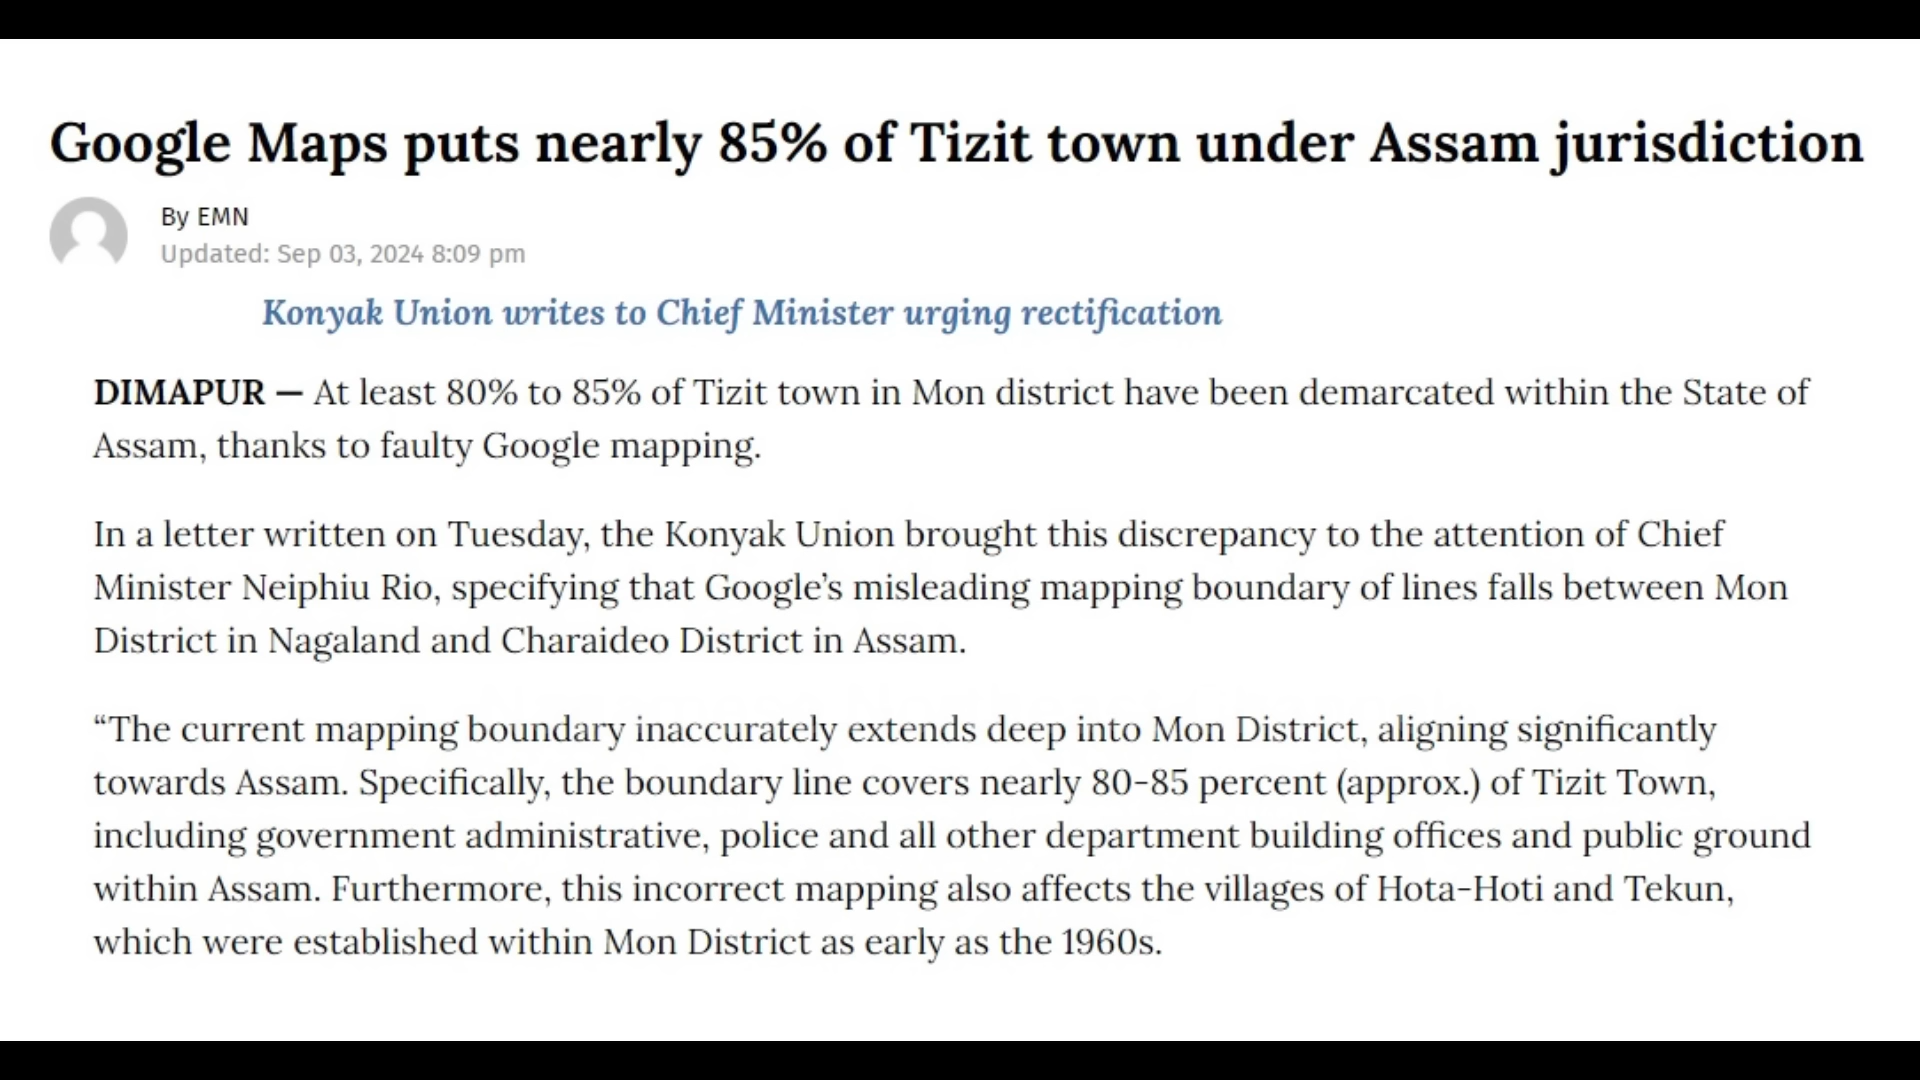 Google Maps puts nearly 85% of Tizit town under Assam jurisdiction
By EMN
Updated: Sep 03, 2024 8:09 pm
Konyak Union writes to Chief Minister urging rectification
DIMAPUR — At least 80% to 85% of Tizit town in Mon district have been demarcated within the State of
Assam, thanks to faulty Google mapping.
In a letter written on Tuesday, the Konyak Union brought this discrepancy to the attention of Chief
Minister Neiphiu Rio, specifying that Google’s misleading mapping boundary of lines falls between Mon
District in Nagaland and Charaideo District in Assam.
“The current mapping boundary inaccurately extends deep into Mon District, aligning significantly
towards Assam. Specifically, the boundary line covers nearly 80-85 percent (approx.) of Tizit Town,
including government administrative, police and all other department building offices and public ground
within Assam. Furthermore, this incorrect mapping also affects the villages of Hota-Hoti and Tekun,
which were established within Mon District as early as the 1960s.